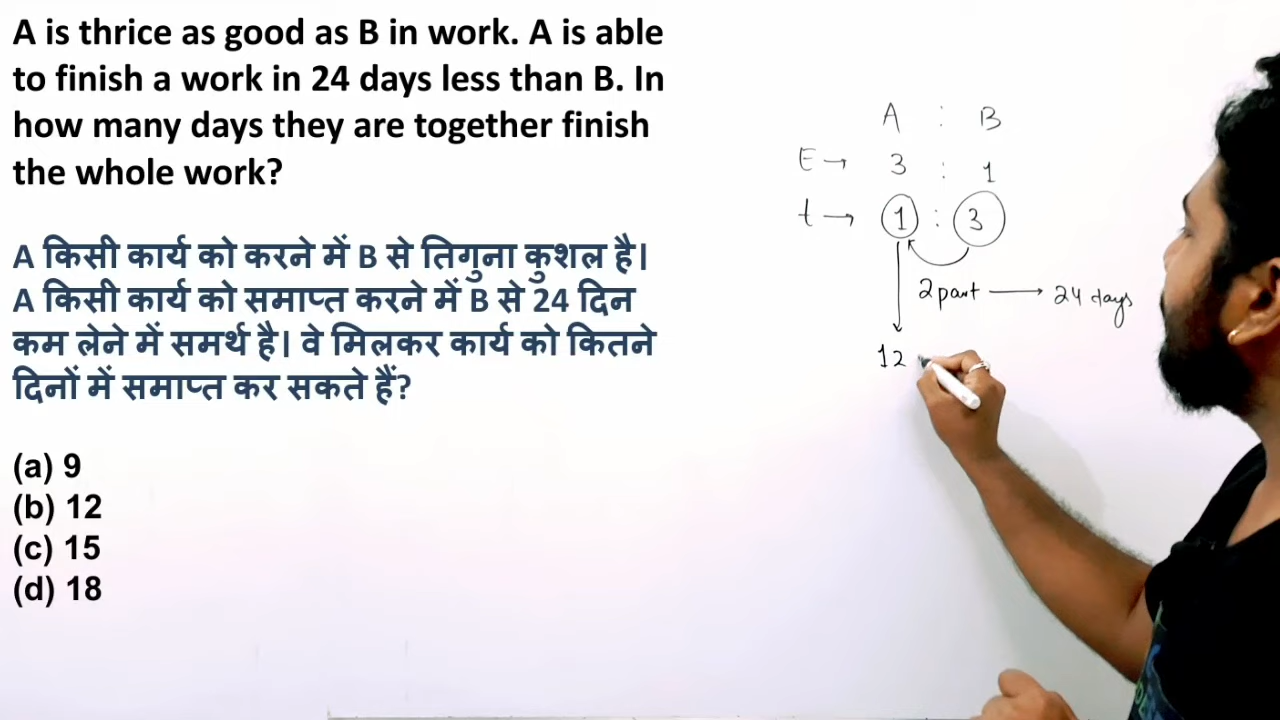 A is thrice as good as B in work. A is able
to finish a work in 24 days less than B. In
how many days they are together finish
the whole work?
A किसी कार्य को करने में B से तिगुना कुशल है।
A किसी कार्य को समाप्त करने में B से 24 दिन
कम लेने में समर्थ है। वे मिलकर कार्य को कितने
दिनों में समाप्त कर सकते हैं?
(a) 9
(b) 12
(c) 15
(d) 18
A : B
E → 3 : 1
t → 1 : 3
2 part → 24 days
12